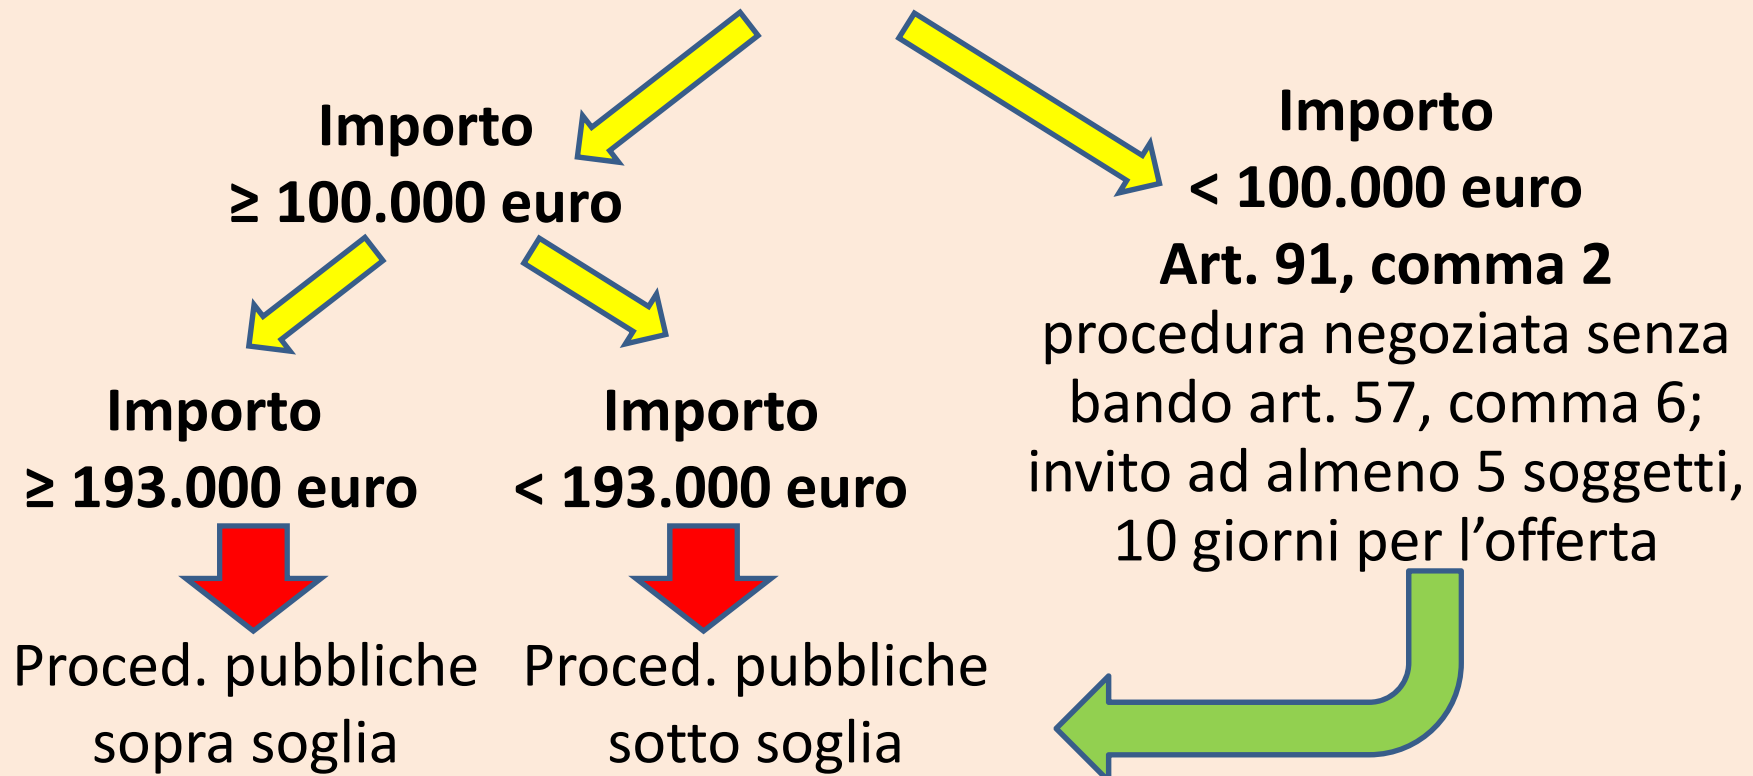 Importo
≥ 100.000 euro
Importo
< 100.000 euro
Art. 91, comma 2
procedura negoziata senza
bando art. 57, comma 6;
invito ad almeno 5 soggetti,
10 giorni per l’offerta
Importo
≥ 193.000 euro
Importo
< 193.000 euro
Proced. pubbliche
sopra soglia
Proced. pubbliche
sotto soglia